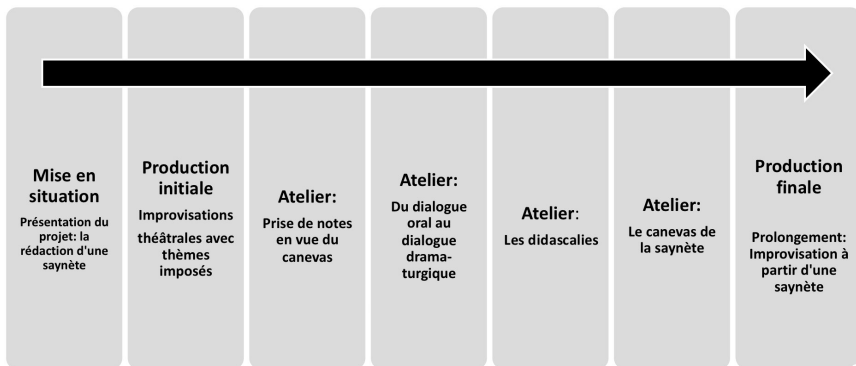 Mise en
situation
Présentation du
projet: la
rédaction d'une
saynète
Production
initiale
Improvisations
théâtrales avec
thèmes
imposés
Atelier:
Prise de notes
en vue du
canevas
Atelier:
Du dialogue
oral au
dialogue
drama-
turgique
Atelier:
Les didascalies
Atelier:
Le canevas de
la saynète
Production
finale
Prolongement:
Improvisation à
partir d'une
saynète